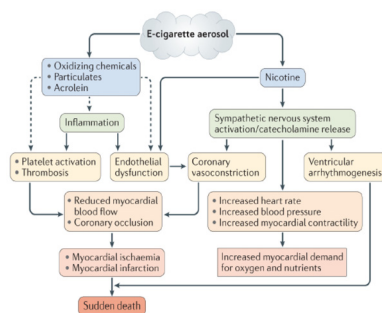 E-cigarette aerosol
• Oxidizing chemicals
• Particulates
• Acrolein
Nicotine
Inflammation
Sympathetic nervous system
activation/catecholamine release
• Platelet activation
• Thrombosis
Endothelial
dysfunction
Coronary
vasoconstriction
Ventricular
arrhythmogenesis
• Reduced myocardial
blood flow
• Coronary occlusion
• Increased heart rate
• Increased blood pressure
• Increased myocardial contractility
• Myocardial ischaemia
• Myocardial infarction
Increased myocardial demand
for oxygen and nutrients
Sudden death